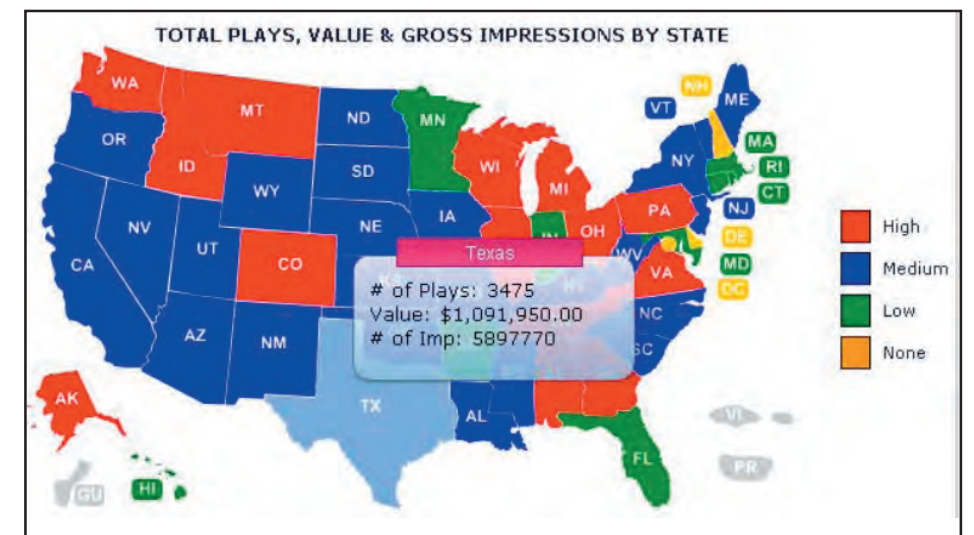 TOTAL PLAYS, VALUE & GROSS IMPRESSIONS BY STATE
WA
MT
ND
MN
OR
ID
WY
SD
WI
MI
NH
VT
ME
MA
RI
CT
NY
NJ
PA
DE
MD
DC
NV
UT
CO
NE
IA
IN
OH
WV
VA
CA
AZ
NM
NC
SC
Texas
# of Plays: 3475
Value: $1,091,950.00
# of Imp: 5897770
TX
AL
FL
AK
HI
GU
VI
PR
High
Medium
Low
None